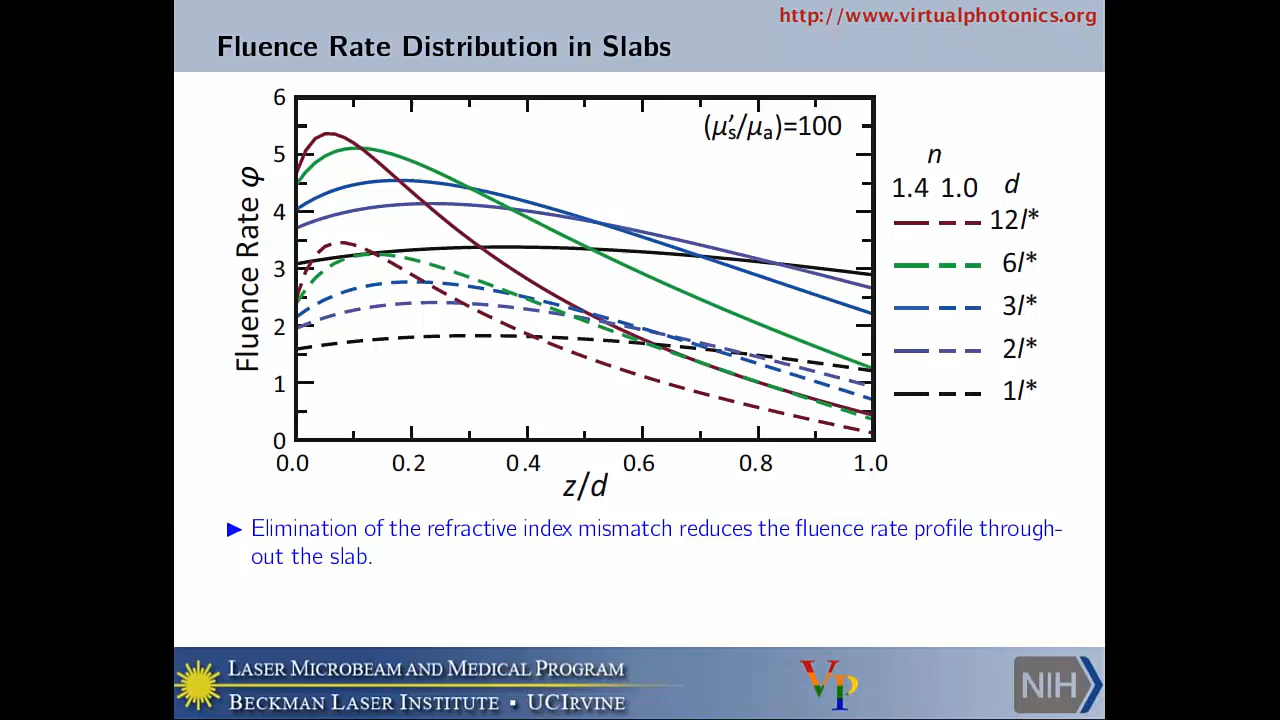 http://www.virtualphotonics.org
Fluence Rate Distribution in Slabs
6
5
4
3
2
1
0
Fluence Rate φ
(μ′s/μa)=100
0.0 0.2 0.4 0.6 0.8 1.0
z/d
n
1.4 1.0 d
12l*
6l*
3l*
2l*
1l*
▶ Elimination of the refractive index mismatch reduces the fluence rate profile through-
out the slab.
LASER MICROBEAM AND MEDICAL PROGRAM
BECKMAN LASER INSTITUTE ▪ UCIRVINE
VP
NIH